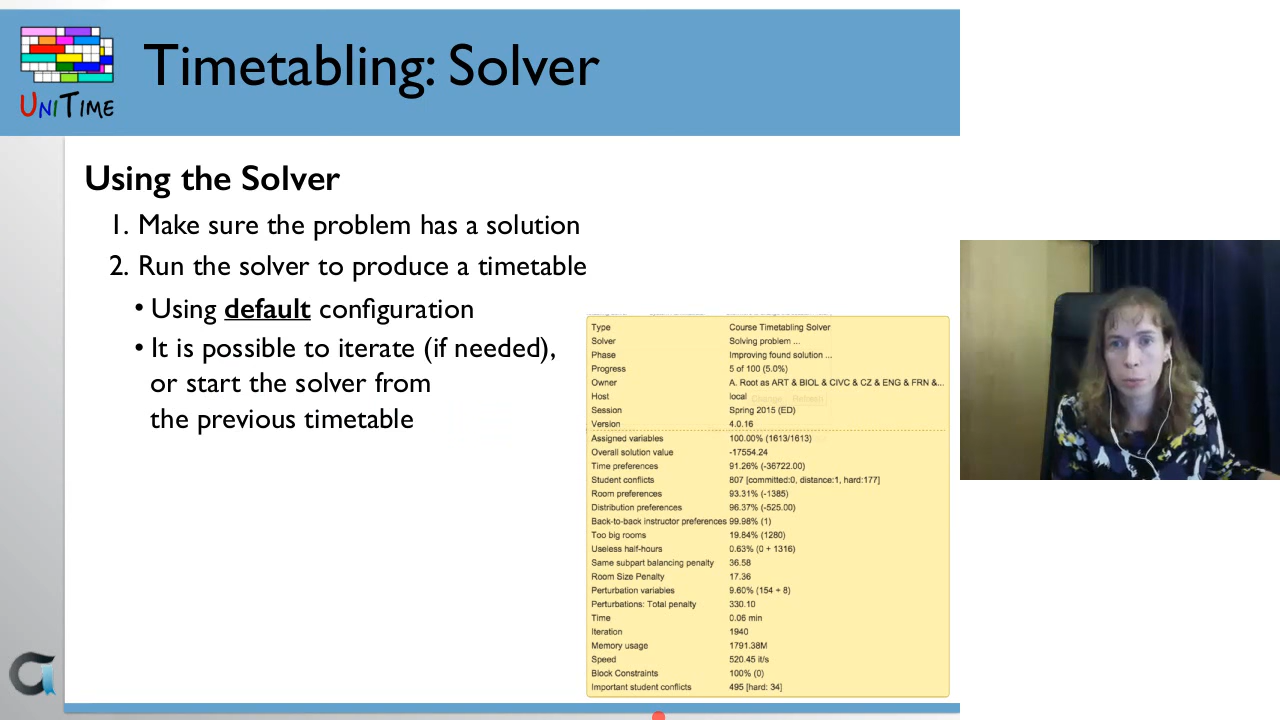 UNITIME
Timetabling: Solver
Using the Solver
1. Make sure the problem has a solution
2. Run the solver to produce a timetable
• Using default configuration
• It is possible to iterate (if needed),
or start the solver from
the previous timetable
Type Course Timetabling Solver
Solver Solving problem ...
Phase Improving found solution ...
Progress 5 of 100 (5.0%)
Owner A. Root as ART & BIOL & CIVC & CZ & ENG & FRN &...
Host local
Change Refresh
Session Spring 2015 (ED)
Version 4.0.16
Assigned variables 100.00% (1613/1613)
Overall solution value -17554.24
Time preferences 91.26% (-36722.00)
Student conflicts 807 [committed:0, distance:1, hard:177]
Room preferences 93.31% (-1385)
Distribution preferences 96.37% (-525.00)
Back-to-back instructor preferences 99.98% (1)
Too big rooms 19.84% (1280)
Useless half-hours 0.63% (0 + 1316)
Same subpart balancing penalty 36.58
Room Size Penalty 17.36
Perturbation variables 9.60% (154 + 8)
Perturbations: Total penalty 330.10
Time 0.06 min
Iteration 1940
Memory usage 1791.38M
Speed 520.45 it/s
Block Constraints 100% (0)
Important student conflicts 495 [hard: 34]